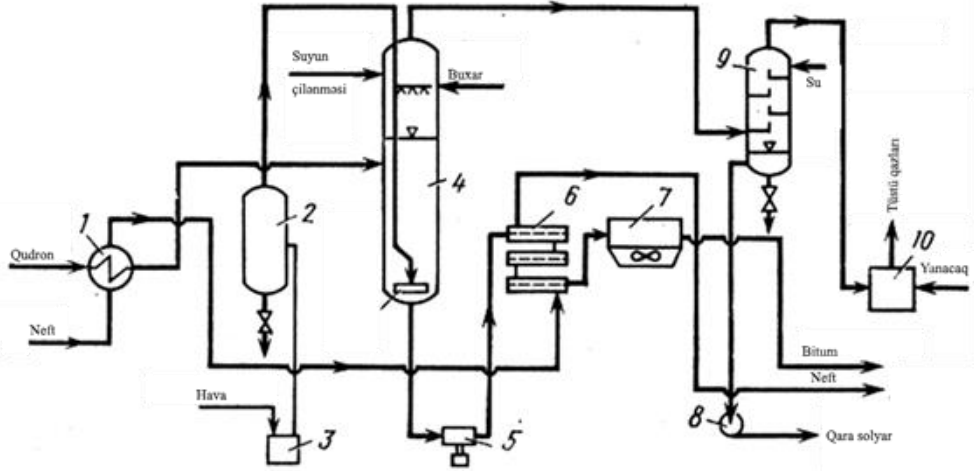 Suyun
çilənməsi
Buxar
9
Su
4
Tüstü qazları
2
6
7
1
10
Qudron
Yanacaq
Neft
Bitum
Neft
Hava
8
3
5
Qara solyar